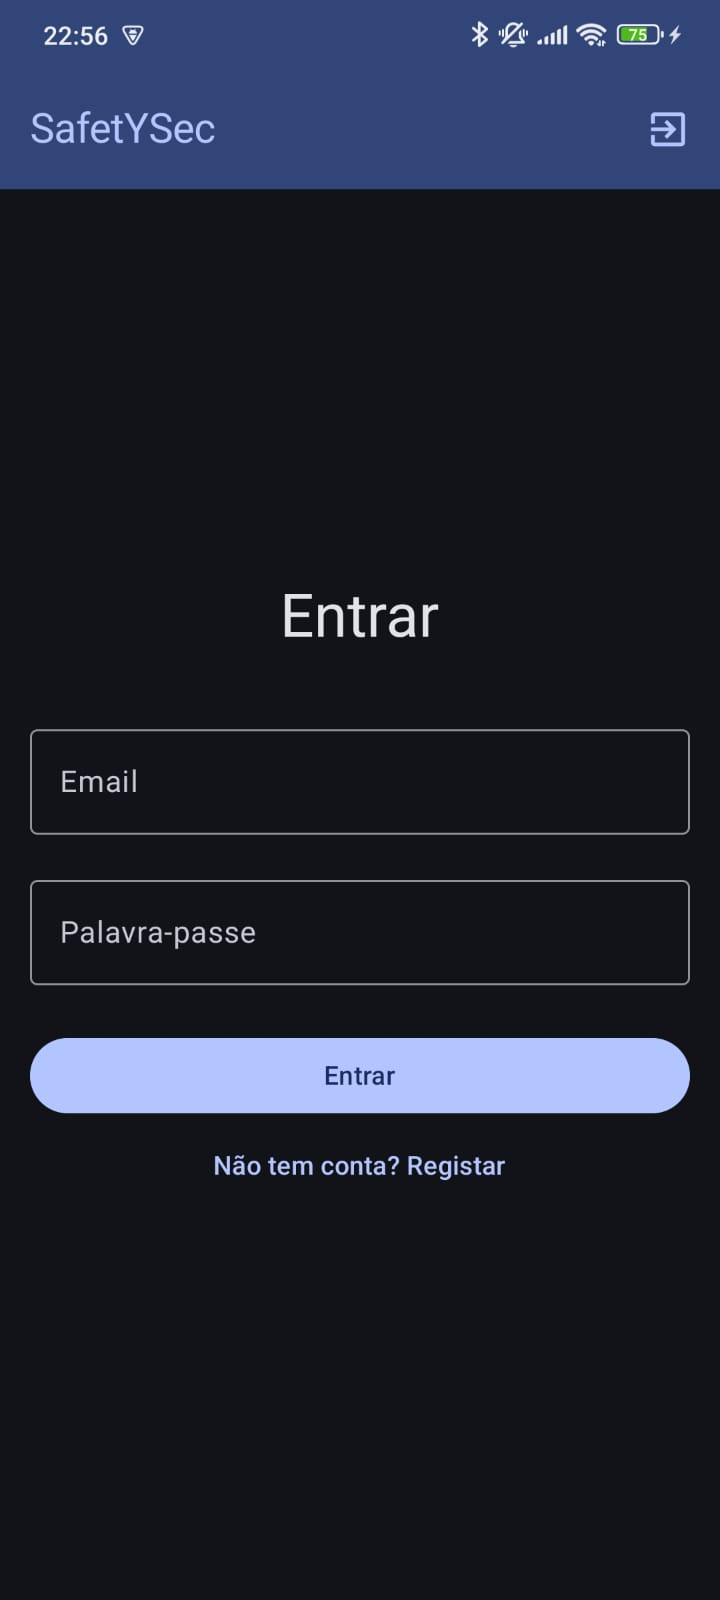 22:56
75
SafetYSec
Entrar
Email
Palavra-passe
Entrar
Não tem conta? Registar